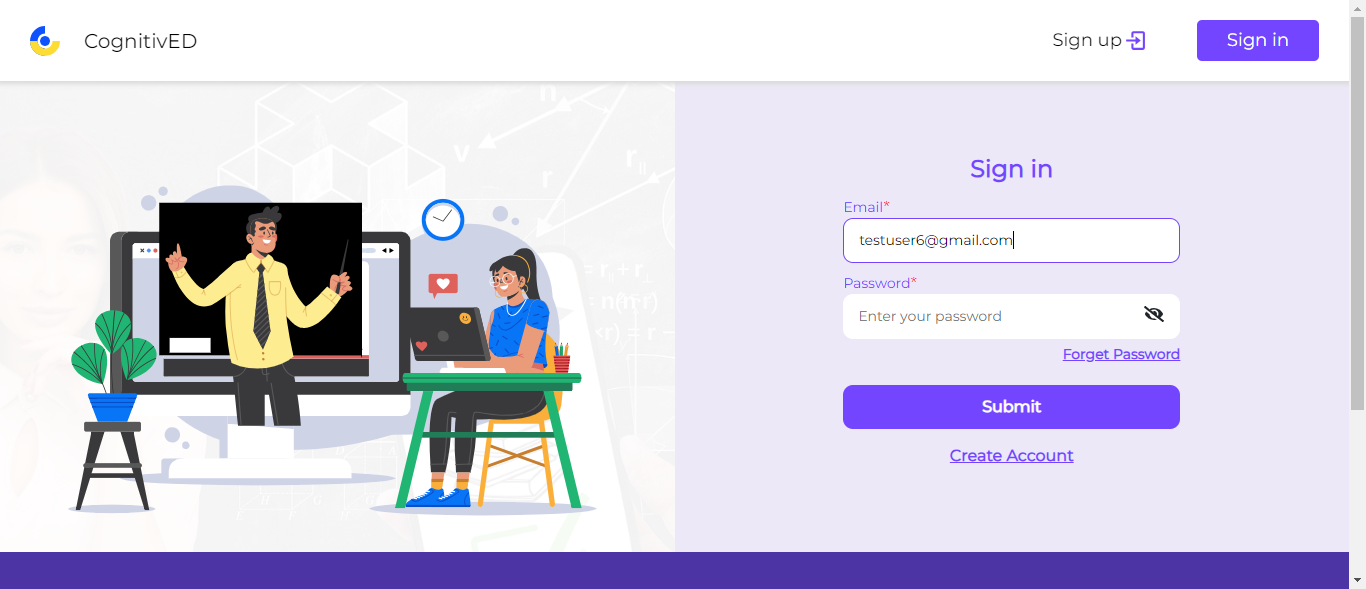 CognitivED
Sign up
Sign in
Sign in
Email*
testuser6@gmail.com
Password*
Enter your password
Forget Password
Submit
Create Account